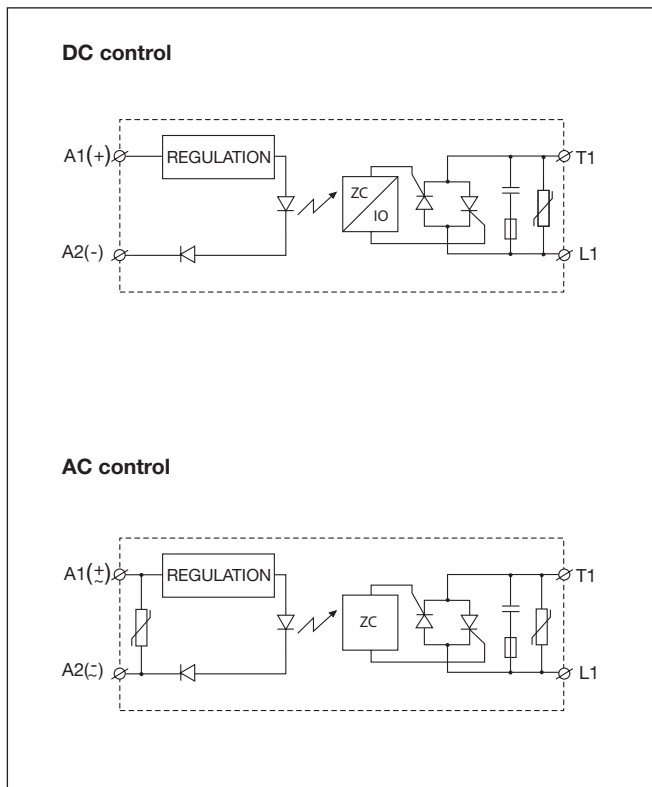 DC control
A1(+)
REGULATION
ZC
IO
T1
A2(-)
L1
AC control
A1(+~)
REGULATION
ZC
T1
A2(-~)
L1